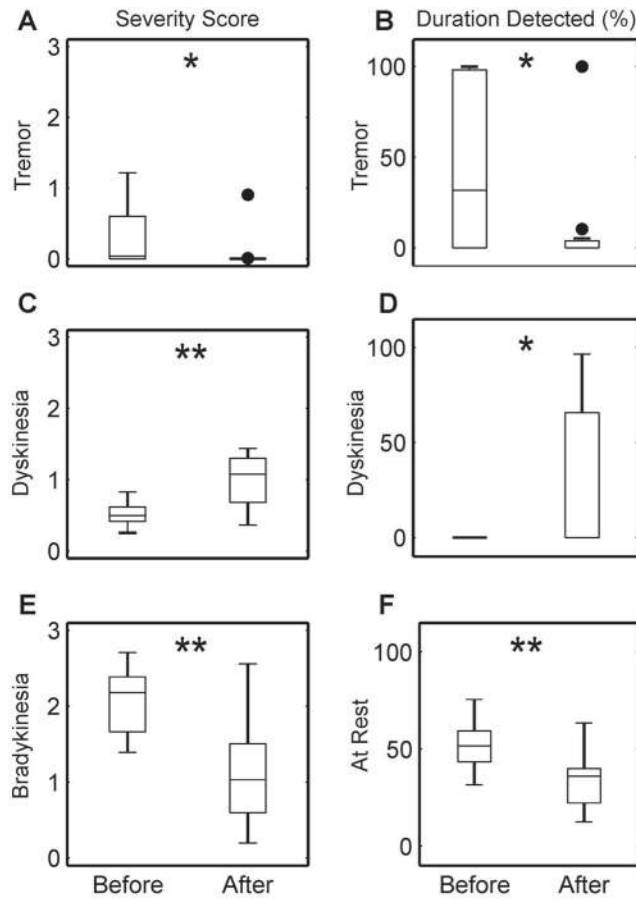 A Severity Score
B Duration Detected (%)
*
3
2
1
0
Tremor
*
100
50
0
Tremor
C
**
3
2
1
0
Dyskinesia
D
*
100
50
0
Dyskinesia
E
**
3
2
1
0
Bradykinesia
Before After
F
**
100
50
0
At Rest
Before After